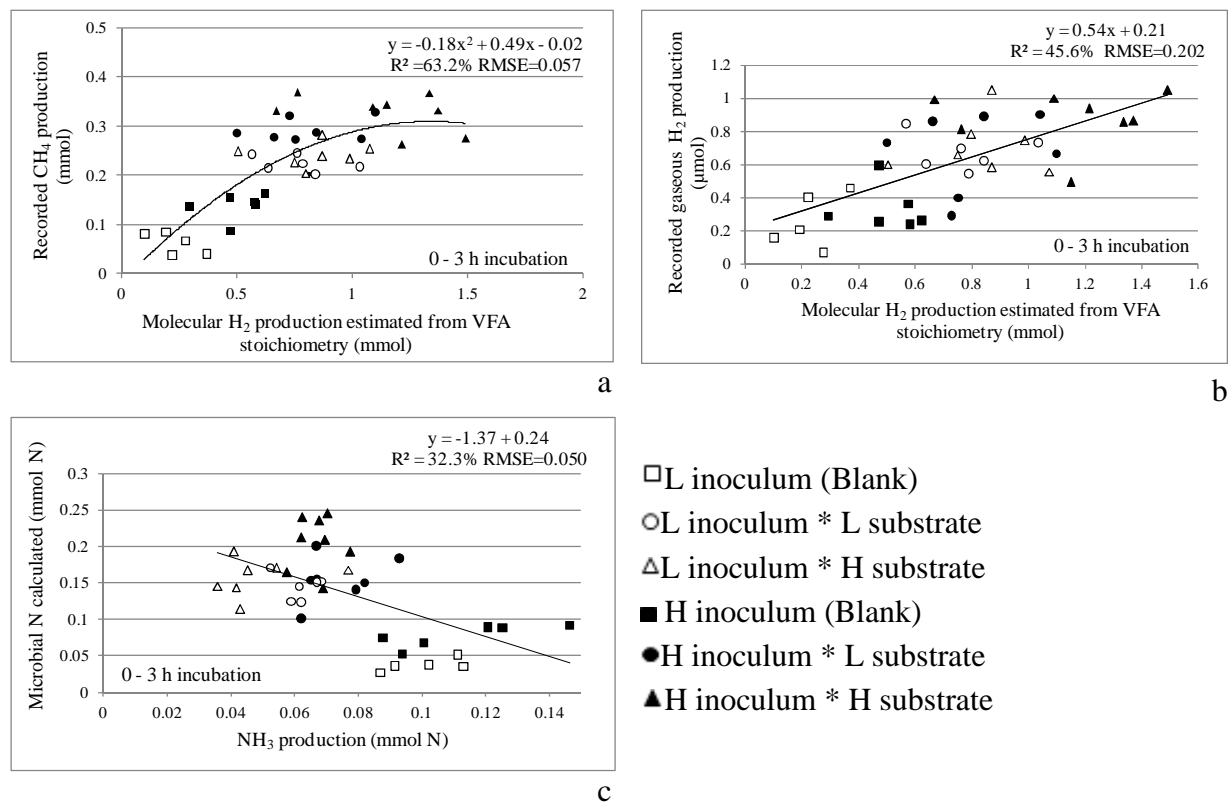 y = -0.18x² + 0.49x - 0.02
R² =63.2% RMSE=0.057
0.5
0.4
0.3
0.2
0.1
0
Recorded CH₄ production
(mmol)
0 - 3 h incubation
0
0.5
1
1.5
2
Molecular H₂ production estimated from VFA
stoichiometry (mmol)
a
y = 0.54x + 0.21
R² = 45.6% RMSE=0.202
1.2
1
0.8
0.6
0.4
0.2
0
Recorded gaseous H₂ production
(µmol)
0 - 3 h incubation
0
0.2
0.4
0.6
0.8
1
1.2
1.4
1.6
Molecular H₂ production estimated from VFA
stoichiometry (mmol)
b
y = -1.37 + 0.24
R² = 32.3% RMSE=0.050
0.3
0.25
0.2
0.15
0.1
0.05
0
Microbial N calculated (mmol N)
0 - 3 h incubation
0
0.02
0.04
0.06
0.08
0.1
0.12
0.14
NH₃ production (mmol N)
c
L inoculum (Blank)
L inoculum * L substrate
L inoculum * H substrate
H inoculum (Blank)
H inoculum * L substrate
H inoculum * H substrate